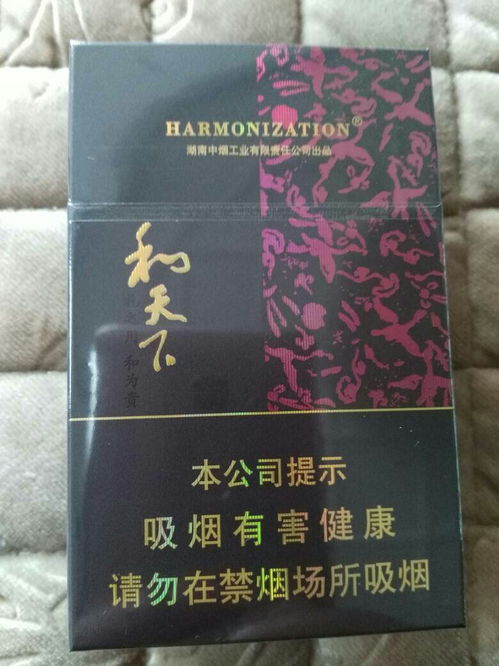 HARMONIZATION®
湖南中烟工业有限责任公司出品
和天下
礼之用 和为贵
本公司提示
吸烟有害健康
请勿在禁烟场所吸烟